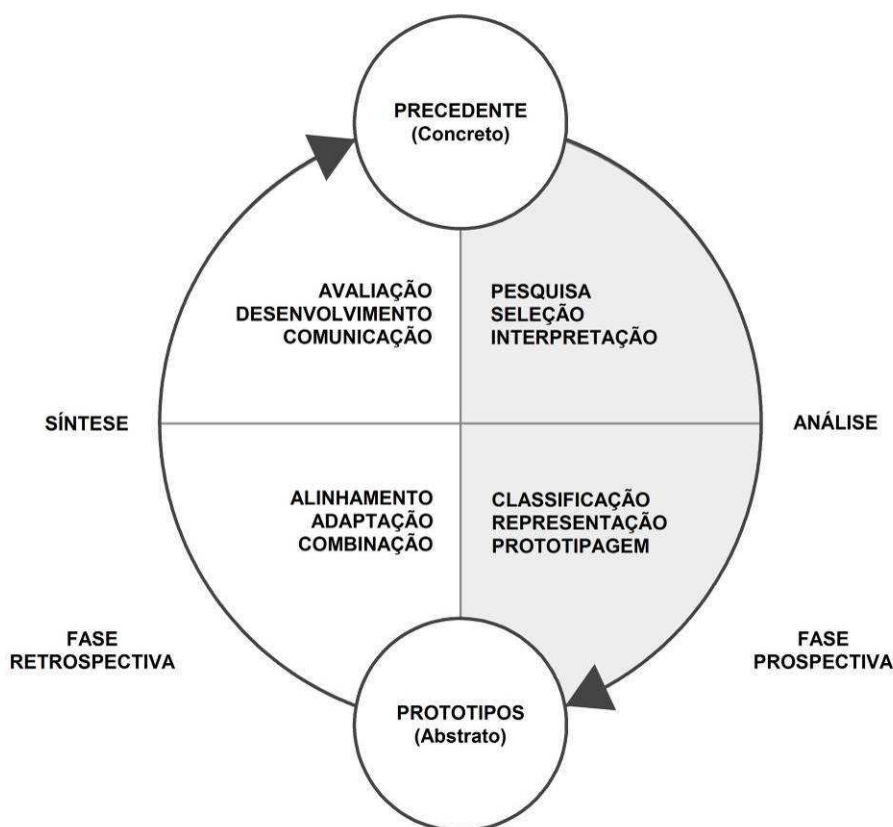 PRECEDENTE
(Concreto)
AVALIAÇÃO
DESENVOLVIMENTO
COMUNICAÇÃO
PESQUISA
SELEÇÃO
INTERPRETAÇÃO
SÍNTESE
ANÁLISE
ALINHAMENTO
ADAPTAÇÃO
COMBINAÇÃO
CLASSIFICAÇÃO
REPRESENTAÇÃO
PROTOTIPAGEM
FASE
RETROSPECTIVA
FASE
PROSPECTIVA
PROTOTIPOS
(Abstrato)